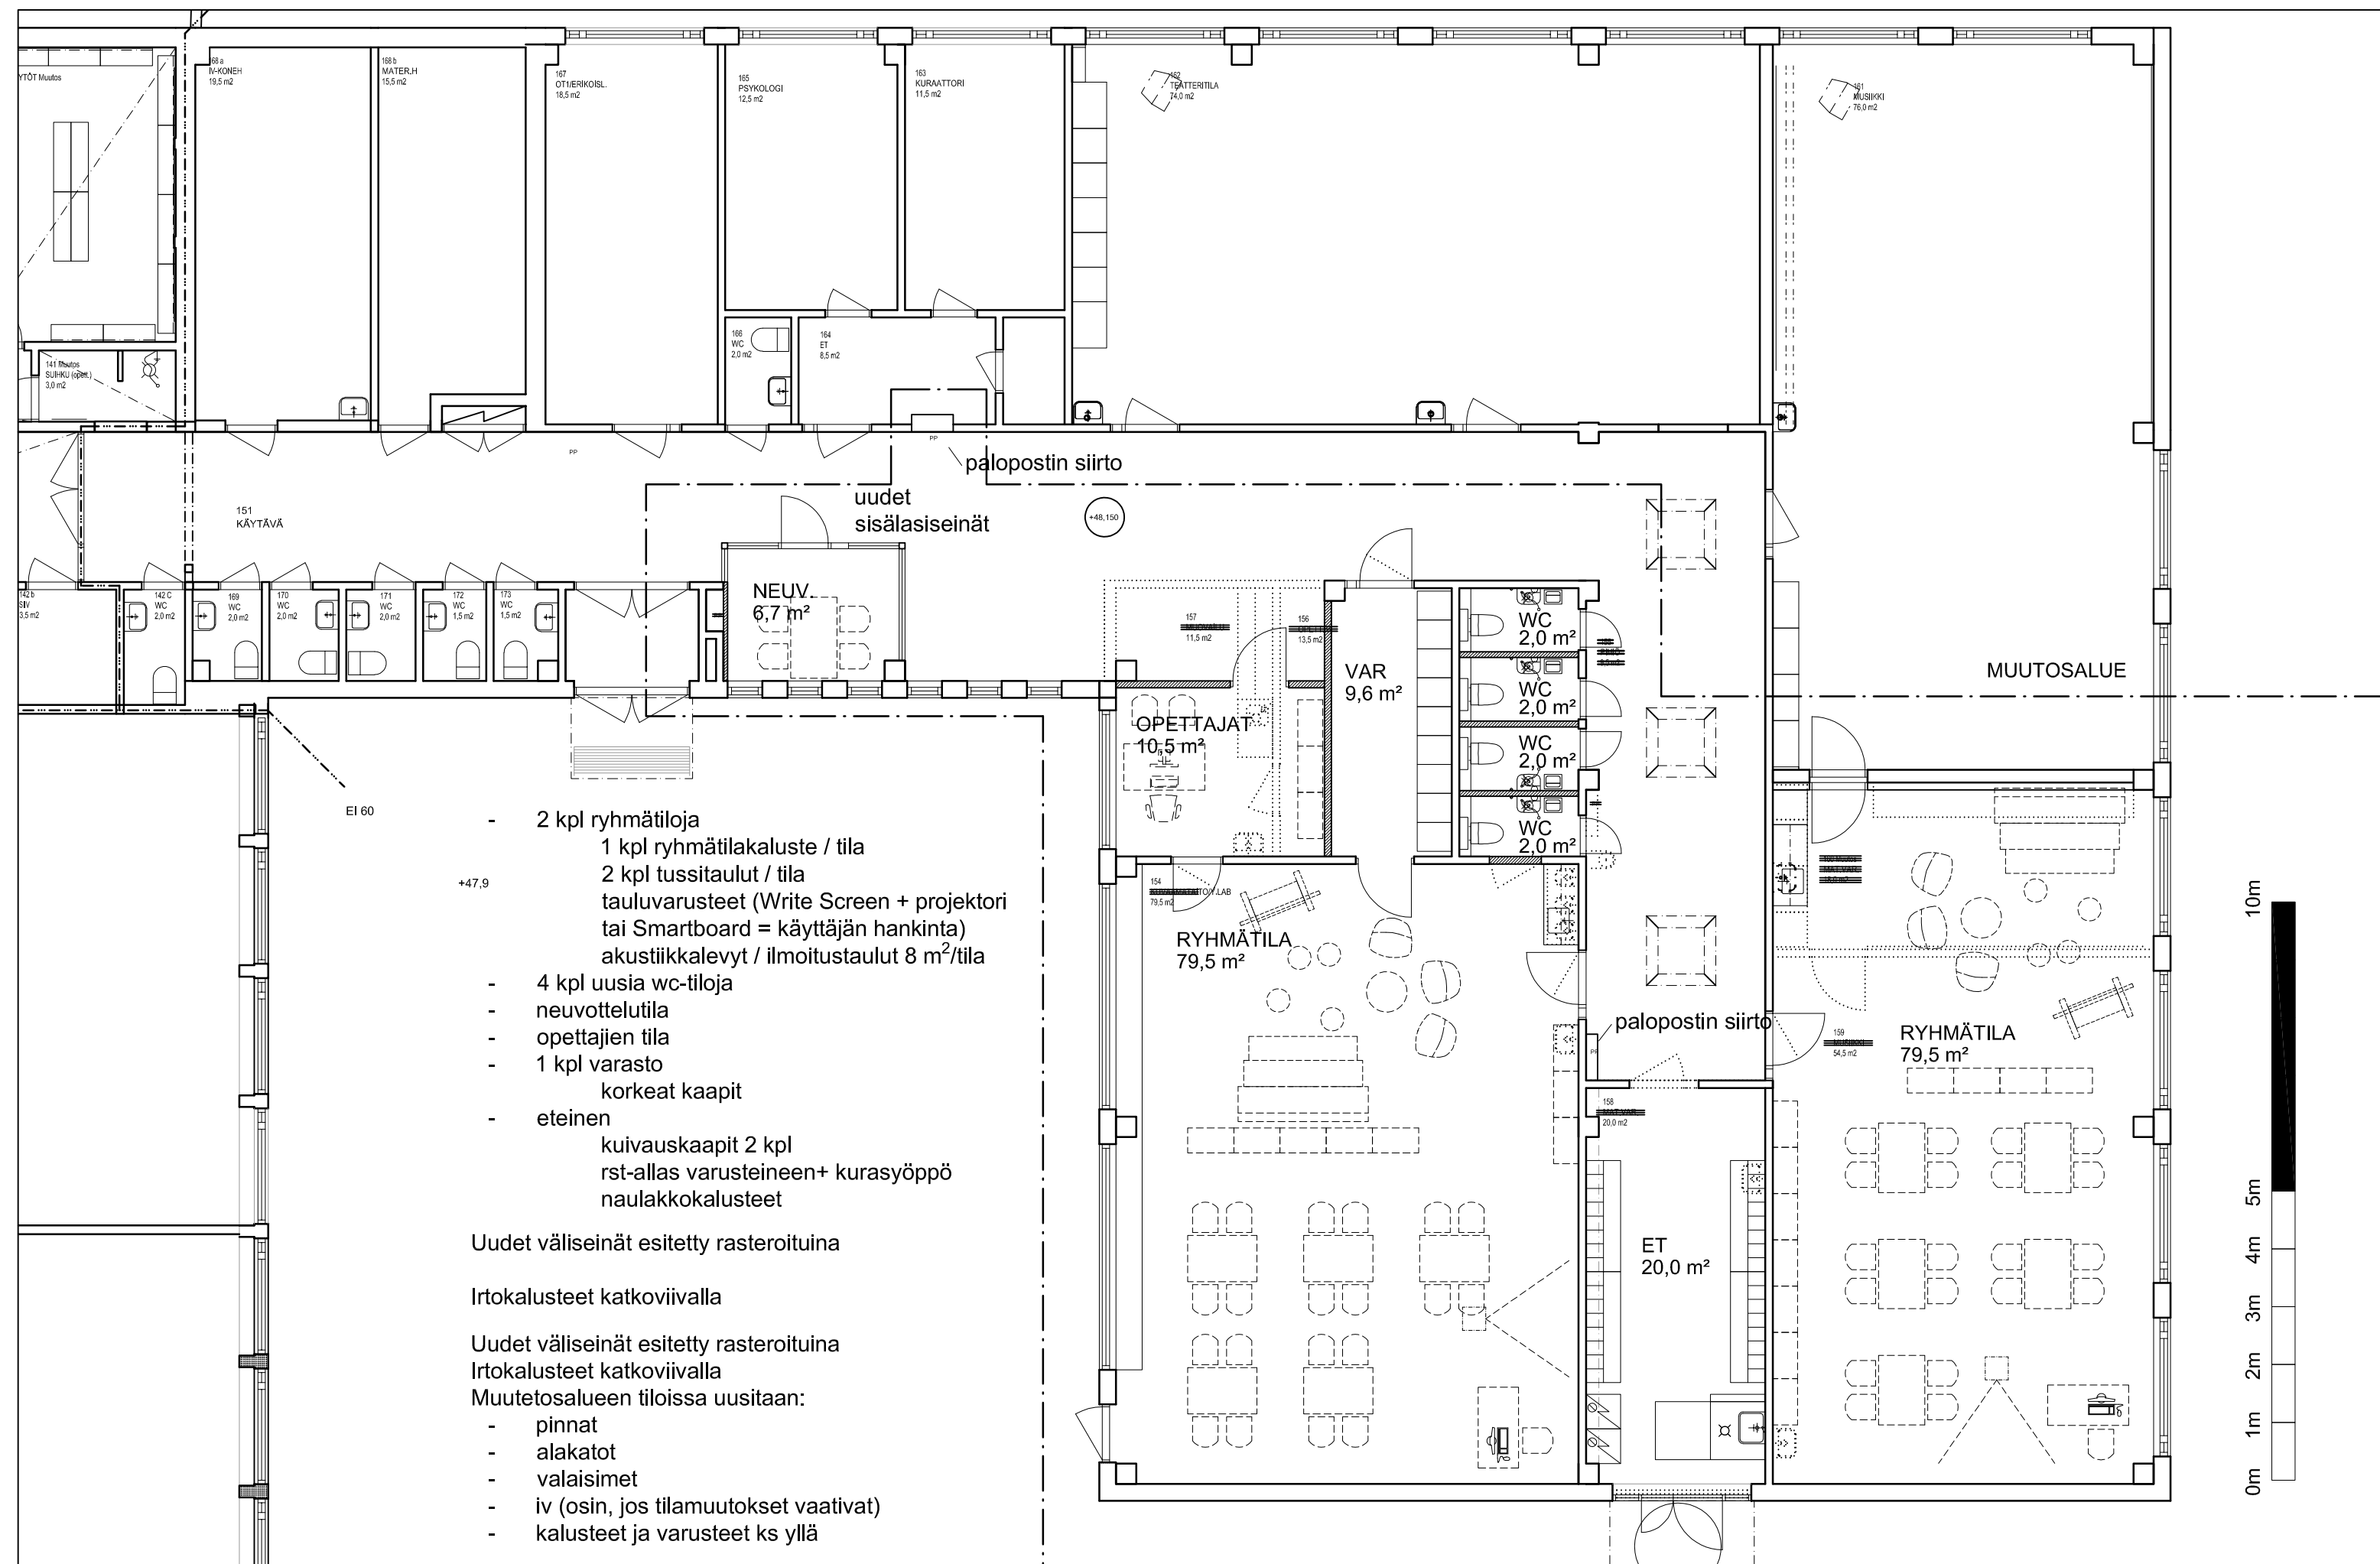 YTÖT Muutos
168 a
IV-KONEH
19,5 m2
168 b
MATER.H
15,5 m2
167
OT1/ERIKOISL.
18,5 m2
165
PSYKOLOGI
12,5 m2
163
KURAATTORI
11,5 m2
162
TEATTERITILA
74,0 m2
161
MUSIIKKI
76,0 m2
141 Muutos
SUIHKU (opett.)
3,0 m2
166
WC
2,0 m2
164
ET
8,5 m2
PP
PP
palopostin siirto
uudet
sisälasiseinät
+48,150
151
KÄYTÄVÄ
142 b
SIV
3,5 m2
142 C
WC
2,0 m2
169
WC
2,0 m2
170
WC
2,0 m2
171
WC
2,0 m2
172
WC
1,5 m2
173
WC
1,5 m2
NEUV.
6,7 m²
157
11,5 m2
156
13,5 m2
VAR
9,6 m²
WC
2,0 m²
WC
2,0 m²
WC
2,0 m²
WC
2,0 m²
MUUTOSALUE
OPETTAJAT
10,5 m²
EI 60
+47,9
- 2 kpl ryhmätiloja
1 kpl ryhmätilakaluste / tila
2 kpl tussitaulut / tila
tauluvarusteet (Write Screen + projektori
tai Smartboard = käyttäjän hankinta)
akustiikkalevyt / ilmoitustaulut 8 m²/tila
- 4 kpl uusia wc-tiloja
- neuvottelutila
- opettajien tila
- 1 kpl varasto
korkeat kaapit
- eteinen
kuivauskaapit 2 kpl
rst-allas varusteineen+ kurasyöppö
naulakkokalusteet
Uudet väliseinät esitetty rasteroituina
Irtokalusteet katkoviivalla
Uudet väliseinät esitetty rasteroituina
Irtokalusteet katkoviivalla
Muutetosalueen tiloissa uusitaan:
- pinnat
- alakatot
- valaisimet
- iv (osin, jos tilamuutokset vaativat)
- kalusteet ja varusteet ks yllä
154
79,5 m2
RYHMÄTILA
79,5 m²
palopostin siirto
PP
158
MAT.VAR.
20,0 m2
ET
20,0 m²
159
MUSIIKKI
54,5 m2
RYHMÄTILA
79,5 m²
10m
5m
4m
3m
2m
1m
0m